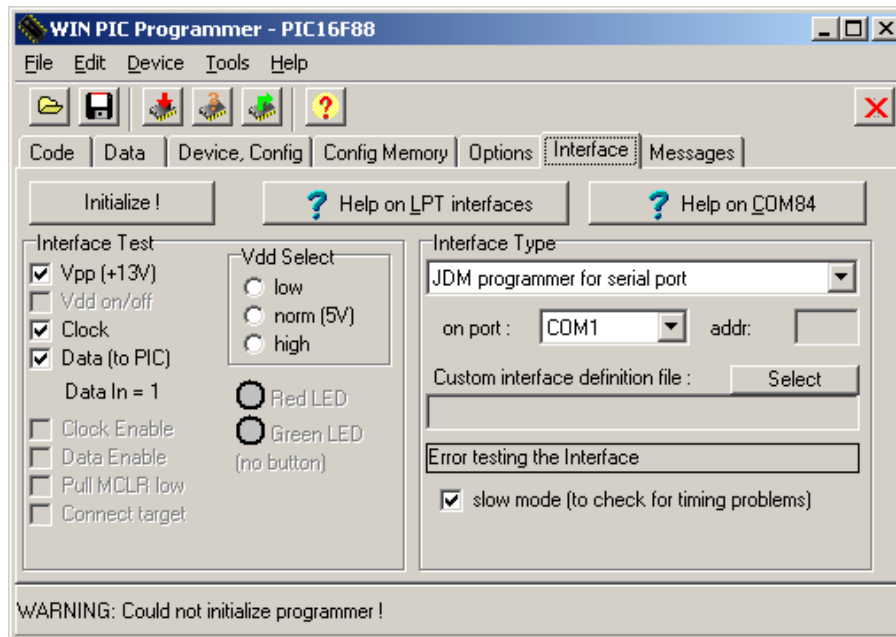 WIN PIC Programmer - PIC16F88
File Edit Device Tools Help
Code Data Device, Config Config Memory Options Interface Messages
Initialize ! ? Help on LPT interfaces ? Help on COM84
Interface Test
Vpp (+13V)
Vdd on/off
Clock
Data (to PIC)
Data In = 1
Clock Enable
Data Enable
Pull MCLR low
Connect target
Vdd Select
low
norm (5V)
high
Red LED
Green LED
(no button)
Interface Type
JDM programmer for serial port
on port : COM1 addr:
Custom interface definition file : Select
Error testing the Interface
slow mode (to check for timing problems)
WARNING: Could not initialize programmer !